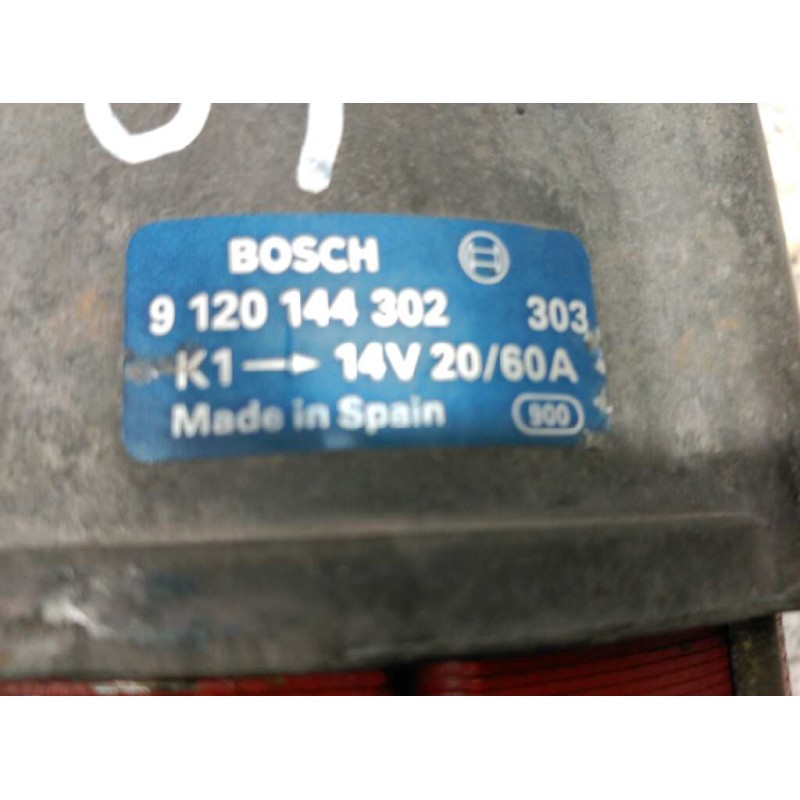 BOSCH
9 120 144 302 303
K1 → 14V 20/60A
Made in Spain 900